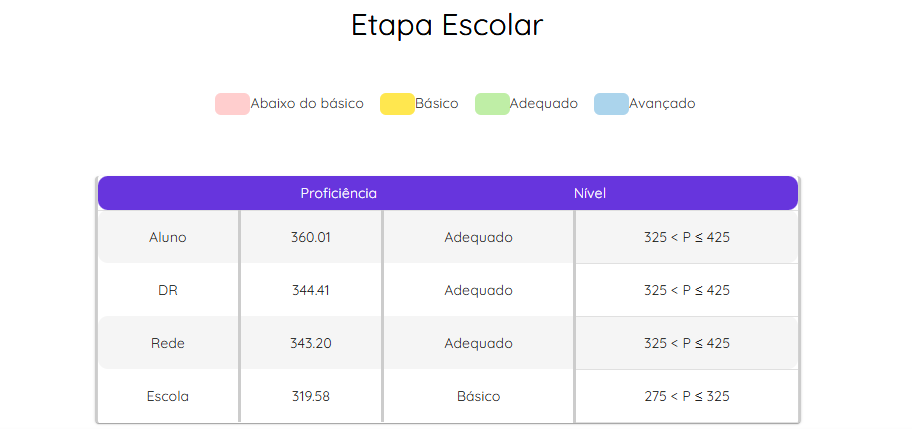 Etapa Escolar
Abaixo do básico Básico Adequado Avançado
Proficiência Nível
Aluno 360.01 Adequado 325 < P ≤ 425
DR 344.41 Adequado 325 < P ≤ 425
Rede 343.20 Adequado 325 < P ≤ 425
Escola 319.58 Básico 275 < P ≤ 325